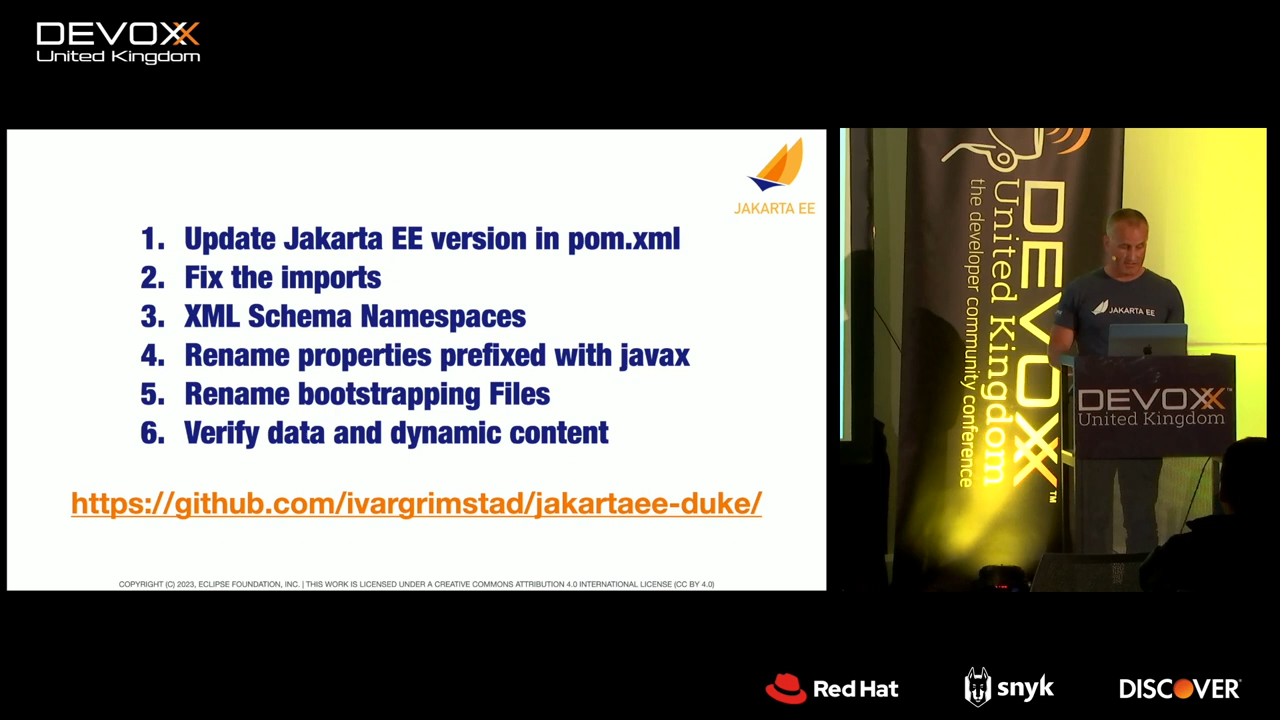 DEVOXX
United Kingdom
JAKARTA EE
1. Update Jakarta EE version in pom.xml
2. Fix the imports
3. XML Schema Namespaces
4. Rename properties prefixed with javax
5. Rename bootstrapping Files
6. Verify data and dynamic content
https://github.com/ivargrimstad/jakartaee-duke/
COPYRIGHT (C) 2023, ECLIPSE FOUNDATION, INC. | THIS WORK IS LICENSED UNDER A CREATIVE COMMONS ATTRIBUTION 4.0 INTERNATIONAL LICENSE (CC BY 4.0)
DEVOXX™
United Kingdom
the developer community conference
JAKARTA EE
DEVOXX™
United Kingdom
Red Hat
snyk
DISCOVER